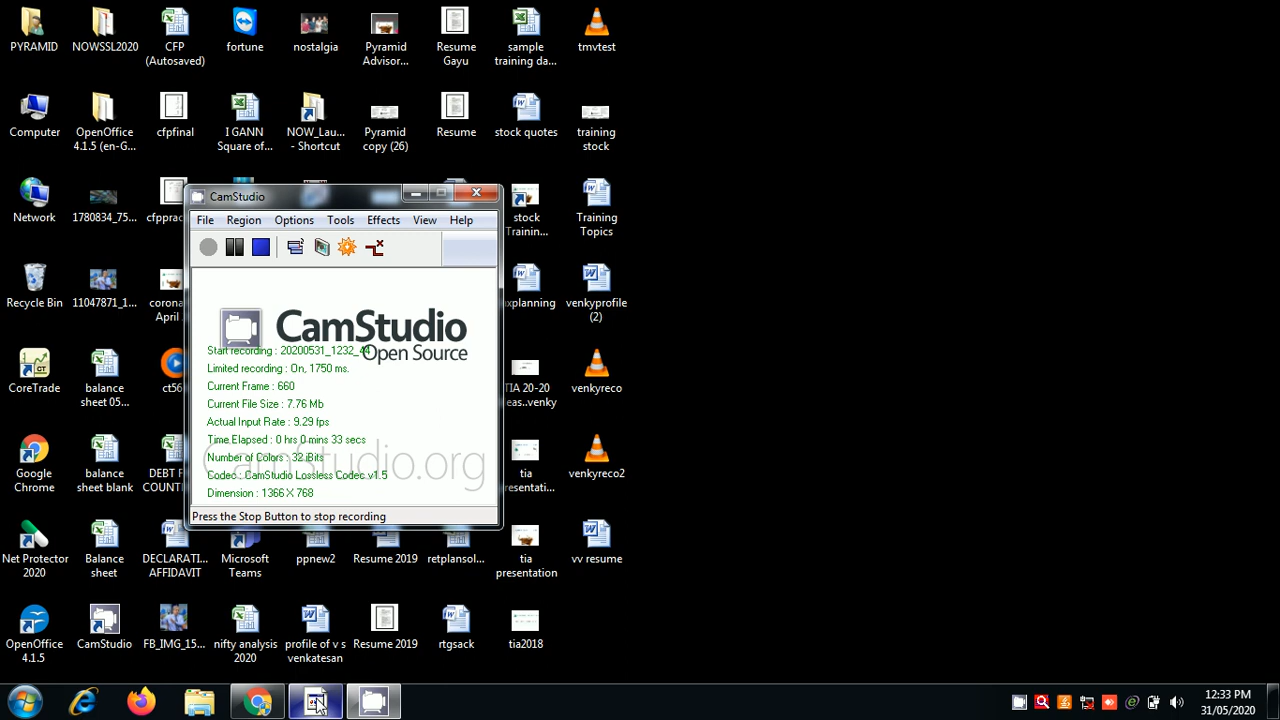 PYRAMID NOWSSL2020 CFP fortune nostalgia Pyramid Resume sample tmvtest
(Autosaved) Advisor... Gayu training da...
Computer OpenOffice cfpfinal I GANN NOW_Lau... Pyramid Resume stock quotes training
4.1.5 (en-G... Square of... - Shortcut copy (26) stock
Network 1780834_75... cfpprac stock Training
Trainin... Topics
Recycle Bin 11047871_1... corona venkyprofile
April (2)
CoreTrade balance ct56 TIA 20-20 venkyreco
sheet 05...
Google balance DEBT F tia venkyreco2
Chrome sheet blank COUNT presentati...
Net Protector Balance DECLARATI... Microsoft ppnew2 Resume 2019 retplansol... tia vv resume
2020 sheet AFFIDAVIT Teams presentation
OpenOffice CamStudio FB_IMG_15... nifty analysis profile of v s Resume 2019 rtgsack tia2018
4.1.5 2020 venkatesan
CamStudio
File Region Options Tools Effects View Help
CamStudio
Open Source
Start recording : 20200531_1232_44
Limited recording : On, 1750 ms.
Current Frame : 660
Current File Size : 7.76 Mb
Actual Input Rate : 9.29 fps
Time Elapsed : 0 hrs 0 mins 33 secs
Number of Colors : 32 Bits
CamStudio.org
Codec : CamStudio Lossless Codec v1.5
Dimension : 1366 X 768
Press the Stop Button to stop recording
12:33 PM
31/05/2020